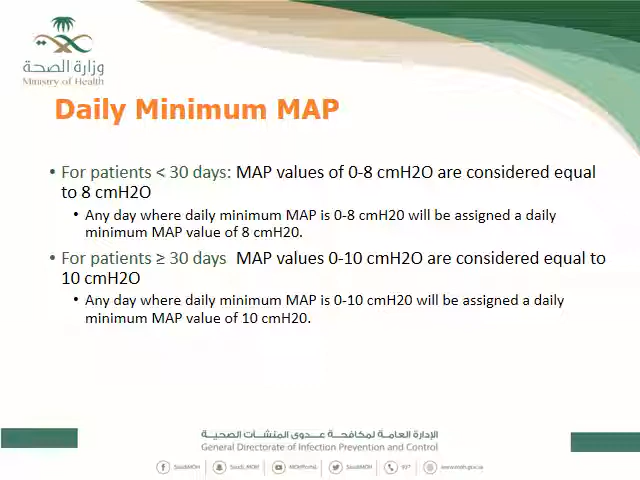 وزارة الصحة
Ministry of Health
Daily Minimum MAP
• For patients < 30 days: MAP values of 0-8 cmH2O are considered equal
to 8 cmH2O
• Any day where daily minimum MAP is 0-8 cmH20 will be assigned a daily
minimum MAP value of 8 cmH20.
• For patients ≥ 30 days MAP values 0-10 cmH2O are considered equal to
10 cmH2O
• Any day where daily minimum MAP is 0-10 cmH20 will be assigned a daily
minimum MAP value of 10 cmH20.
الإدارة العامة لمكافحة عدوى المنشآت الصحية
General Directorate of Infection Prevention and Control
SaudiMOH Saudi_MOH MOHPortal SaudiMOH 937 www.moh.gov.sa